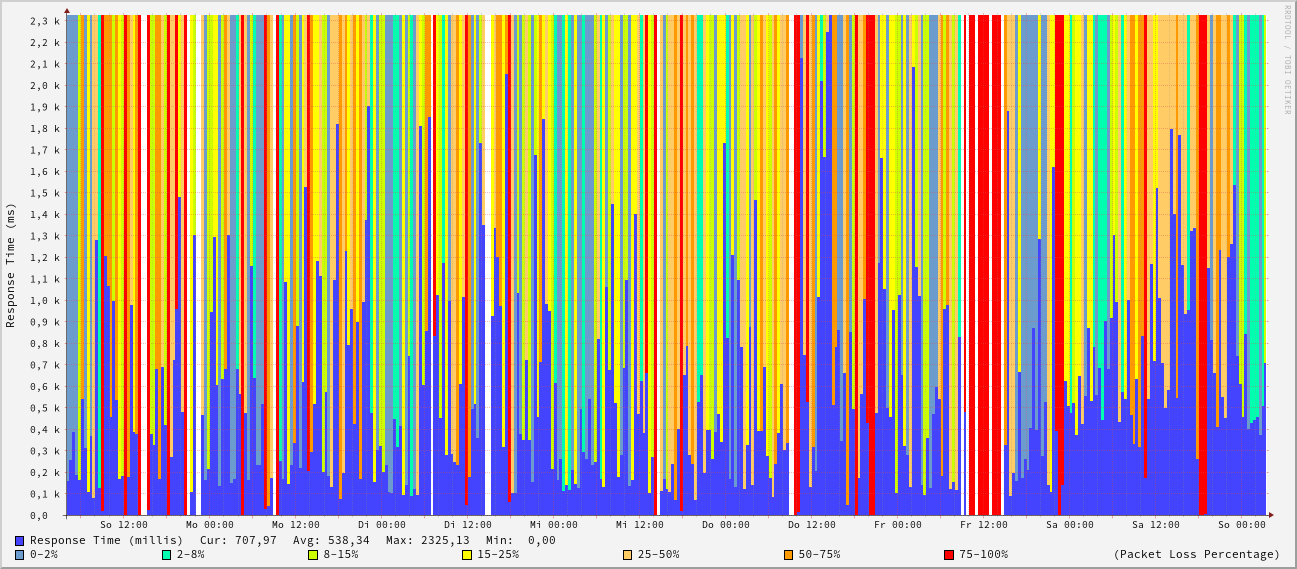 RRDTOOL / TOBI OETIKER
Response Time (ms)
2,3 k
2,2 k
2,1 k
2,0 k
1,9 k
1,8 k
1,7 k
1,6 k
1,5 k
1,4 k
1,3 k
1,2 k
1,1 k
1,0 k
0,9 k
0,8 k
0,7 k
0,6 k
0,5 k
0,4 k
0,3 k
0,2 k
0,1 k
0,0
So 12:00 Mo 00:00 Mo 12:00 Di 00:00 Di 12:00 Mi 00:00 Mi 12:00 Do 00:00 Do 12:00 Fr 00:00 Fr 12:00 Sa 00:00 Sa 12:00 So 00:00
Response Time (millis) Cur: 707,97 Avg: 538,34 Max: 2325,13 Min: 0,00
0-2% 2-8% 8-15% 15-25% 25-50% 50-75% 75-100% (Packet Loss Percentage)